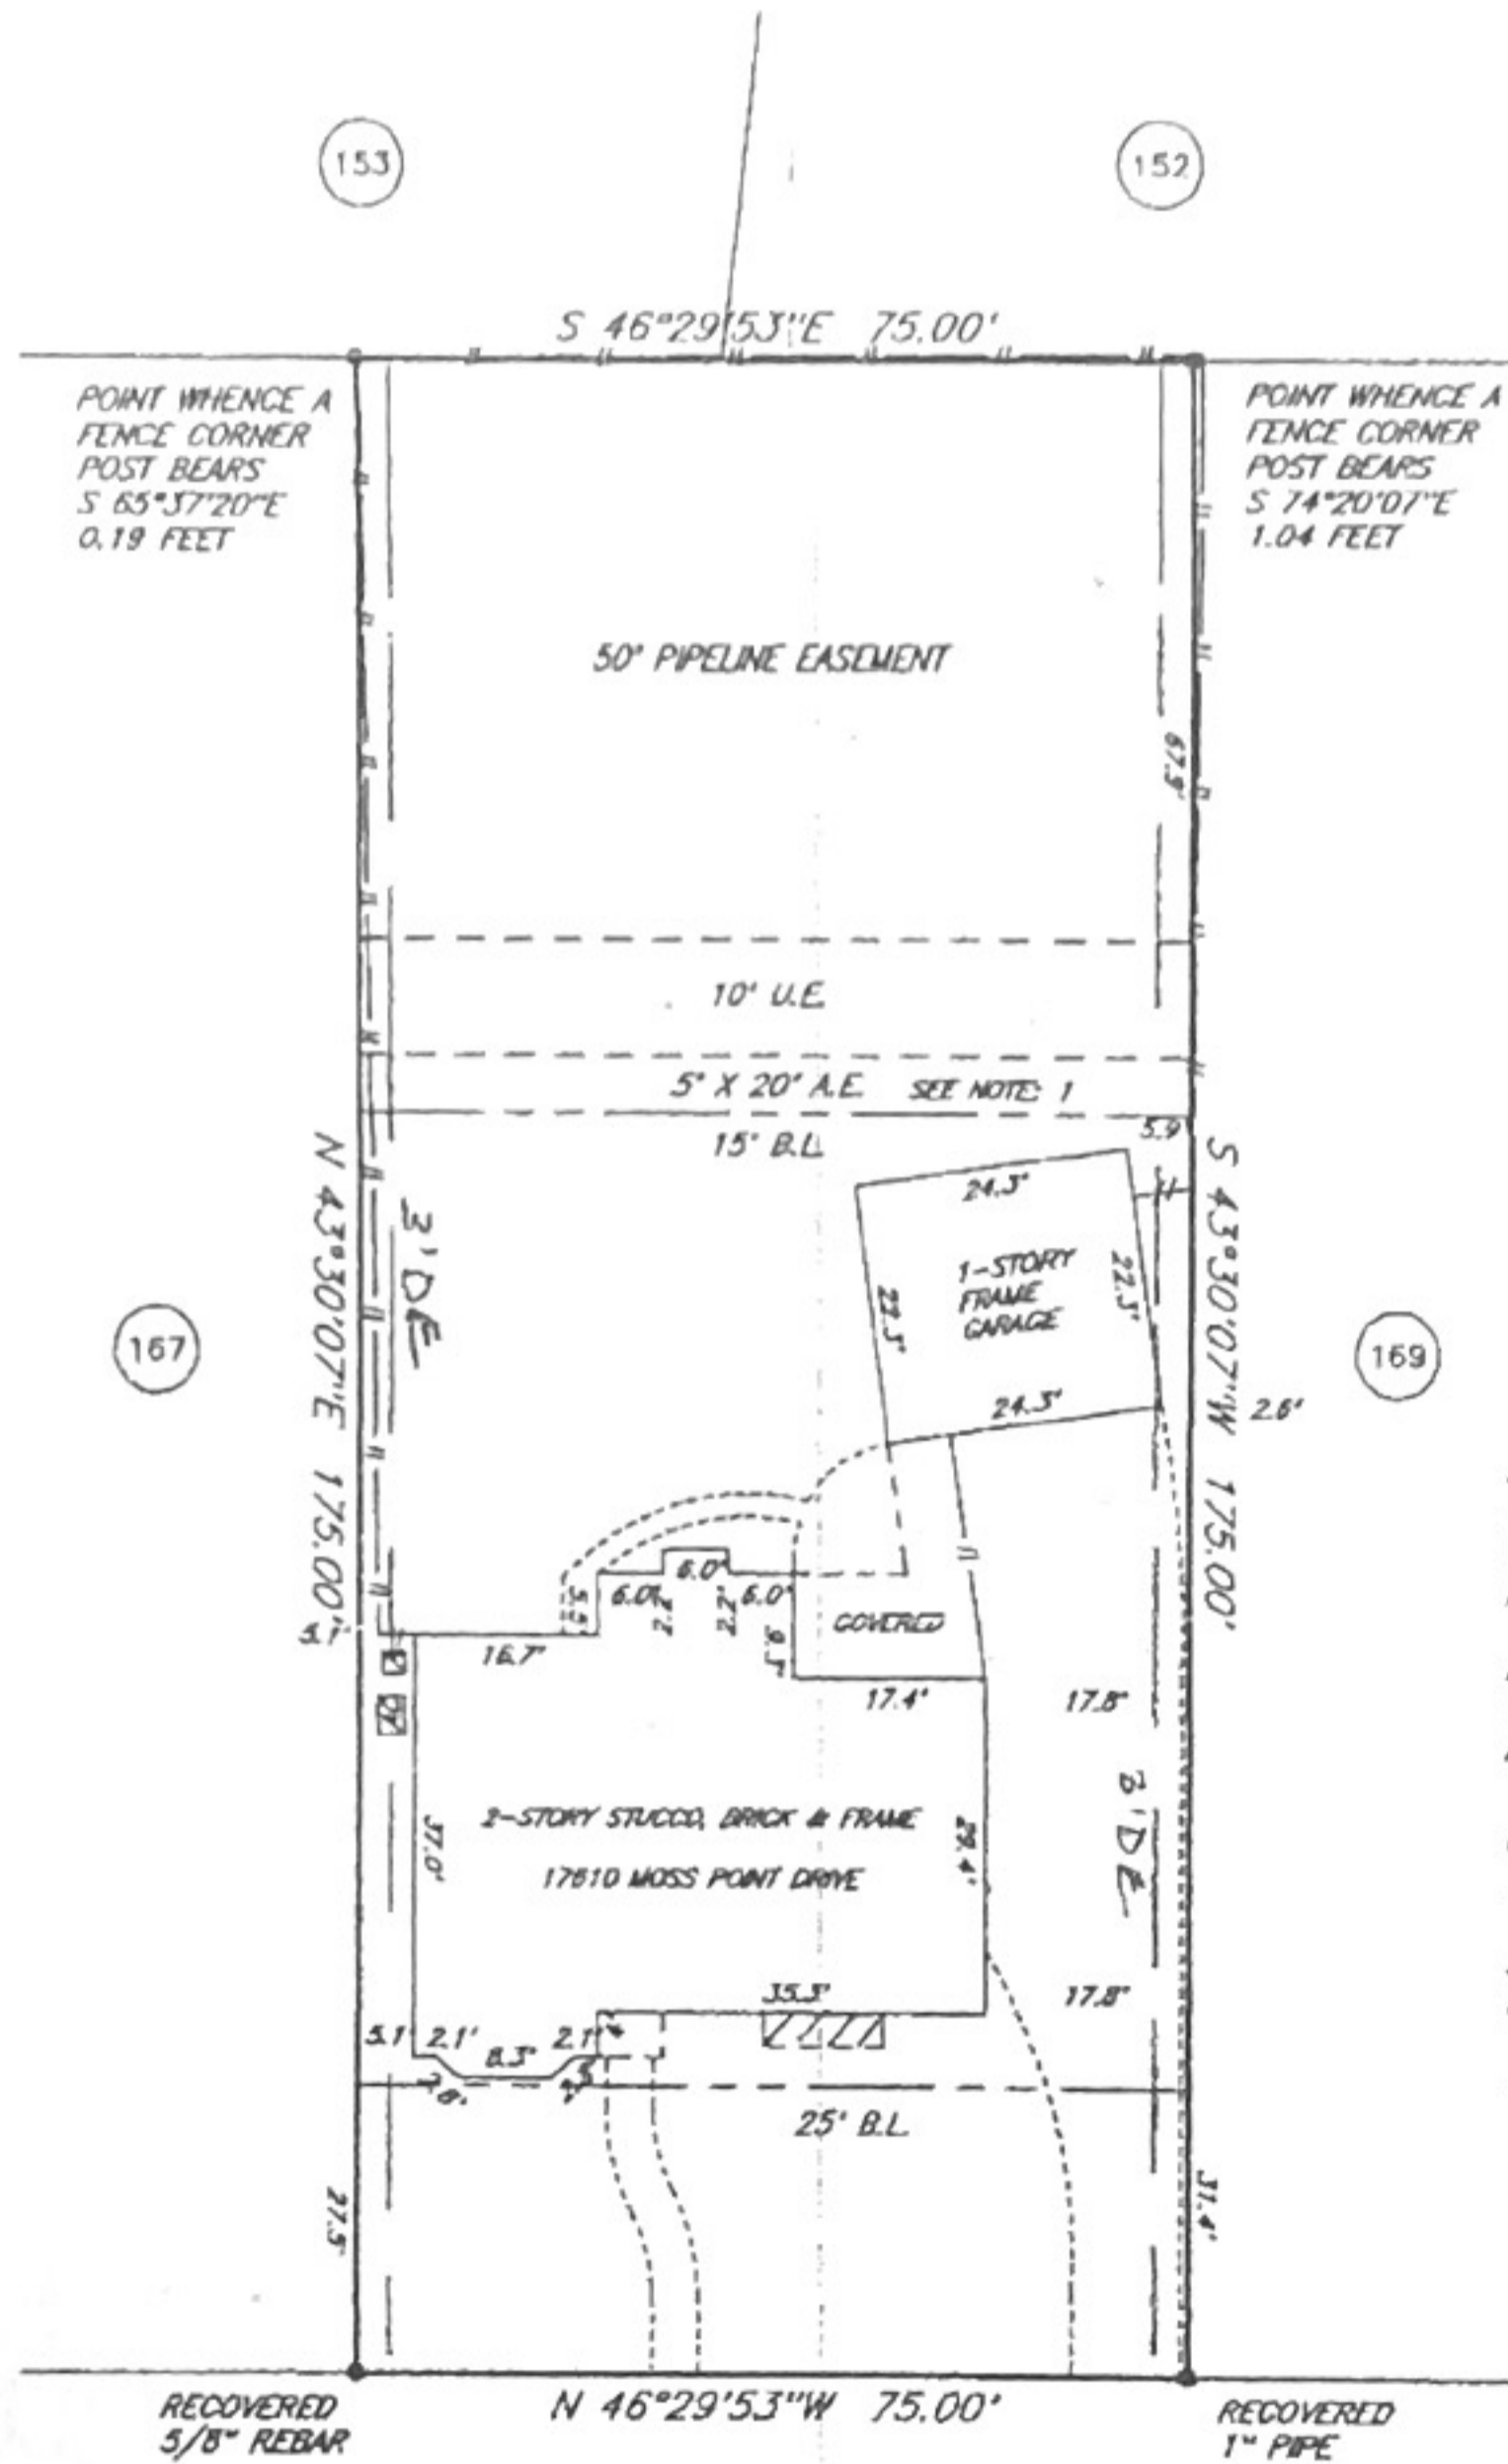 153
152
S 46°29'53"E 75.00'
POINT WHENCE A
FENCE CORNER
POST BEARS
S 65°37'20"E
0.19 FEET
POINT WHENCE A
FENCE CORNER
POST BEARS
S 74°20'07"E
1.04 FEET
50' PIPELINE EASEMENT
67.9'
10' U.E.
5' X 20' A.E. SEE NOTE: 1
15' B.L.
5.9
N 43°30'07"E 175.00'
S 43°30'07"W 175.00'
3' DE
24.3'
1-STORY
FRAME
GARAGE
22.3'
22.3'
24.3'
167
169
2.6'
6.0'
6.0'
6.0'
2.2'
2.2'
9.3'
COVERED
5.1'
16.7'
17.4'
17.8'
37.0'
2-STORY STUCCO, BRICK & FRAME
17610 MOSS POINT DRIVE
29.4'
3' DE
35.3'
17.8'
5.1'
2.1'
8.3'
2.1'
25' B.L.
31.4'
RECOVERED
5/8" REBAR
N 46°29'53"W 75.00'
RECOVERED
1" PIPE